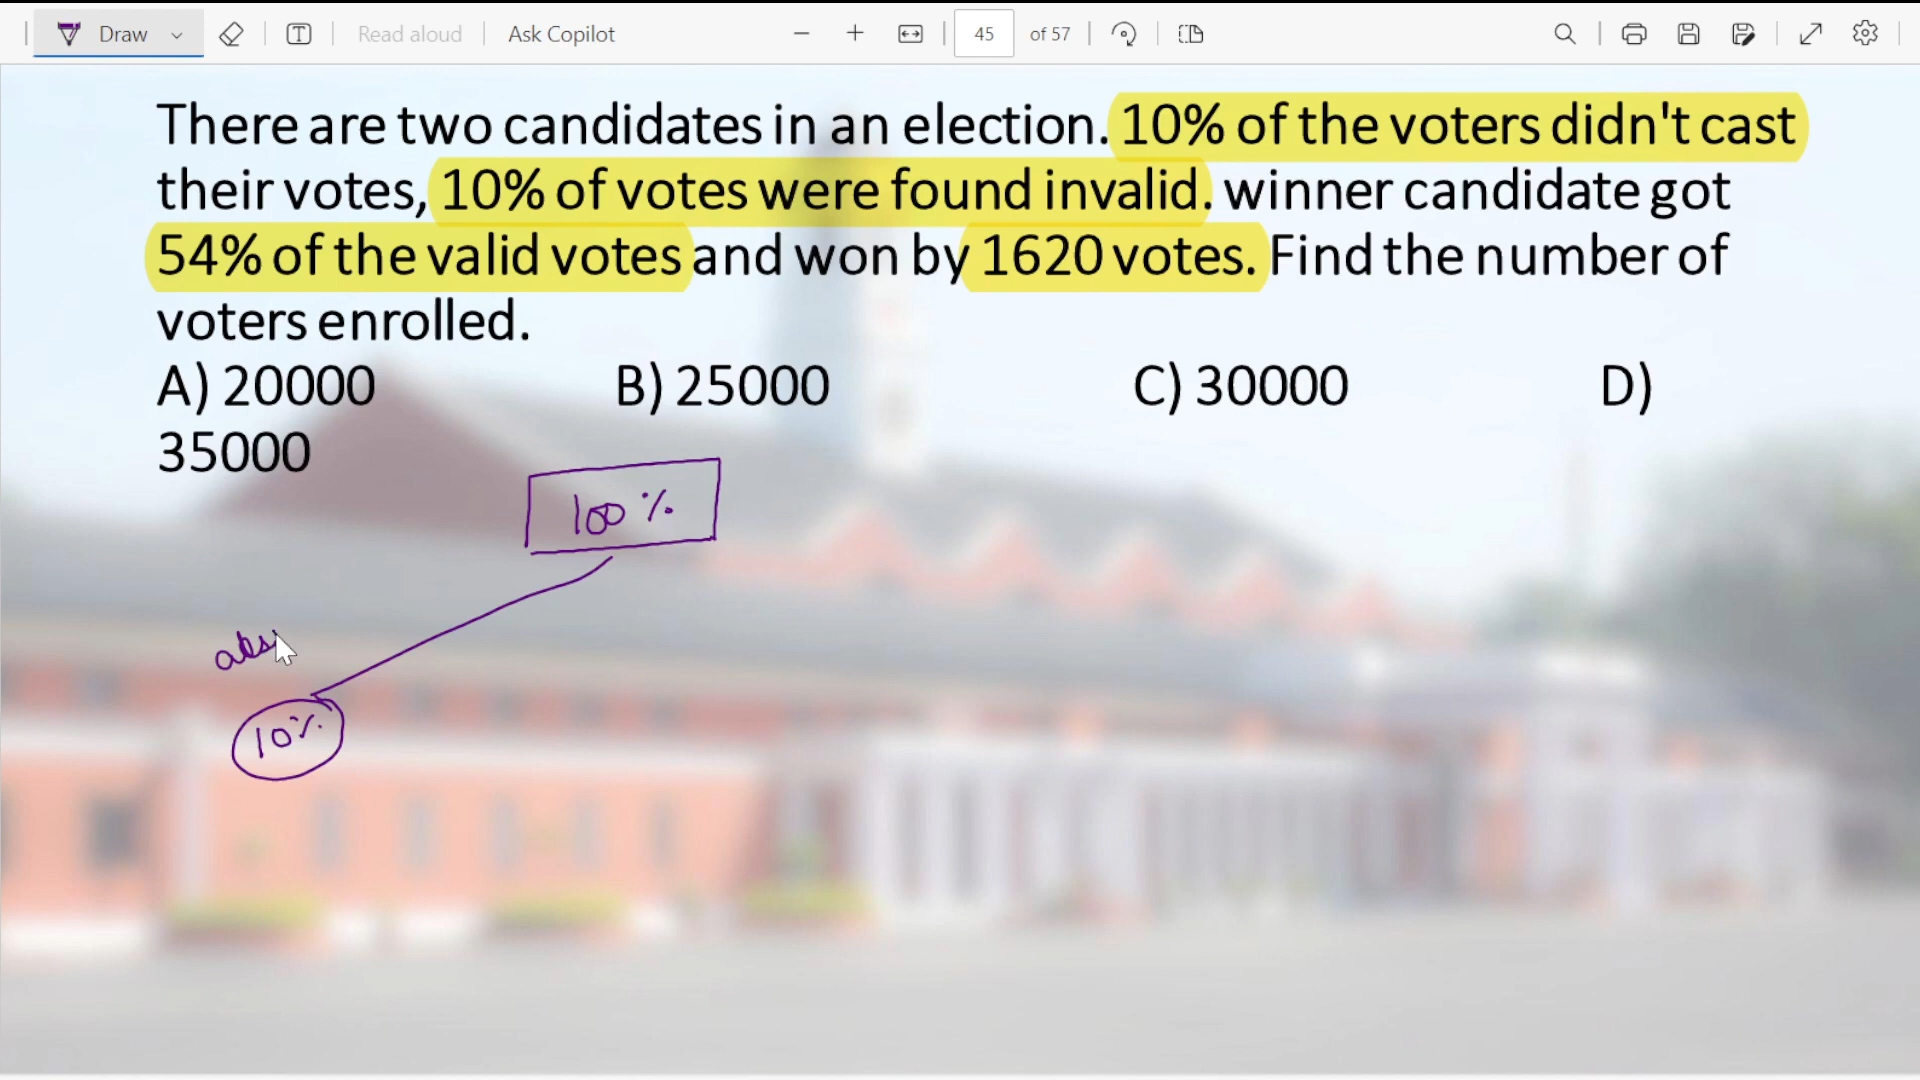 Draw
Read aloud
Ask Copilot
45
of 57
There are two candidates in an election. 10% of the voters didn't cast
their votes, 10% of votes were found invalid. winner candidate got
54% of the valid votes and won by 1620 votes. Find the number of
voters enrolled.
A) 20000 B) 25000 C) 30000 D)
35000
100 %
abs
10%